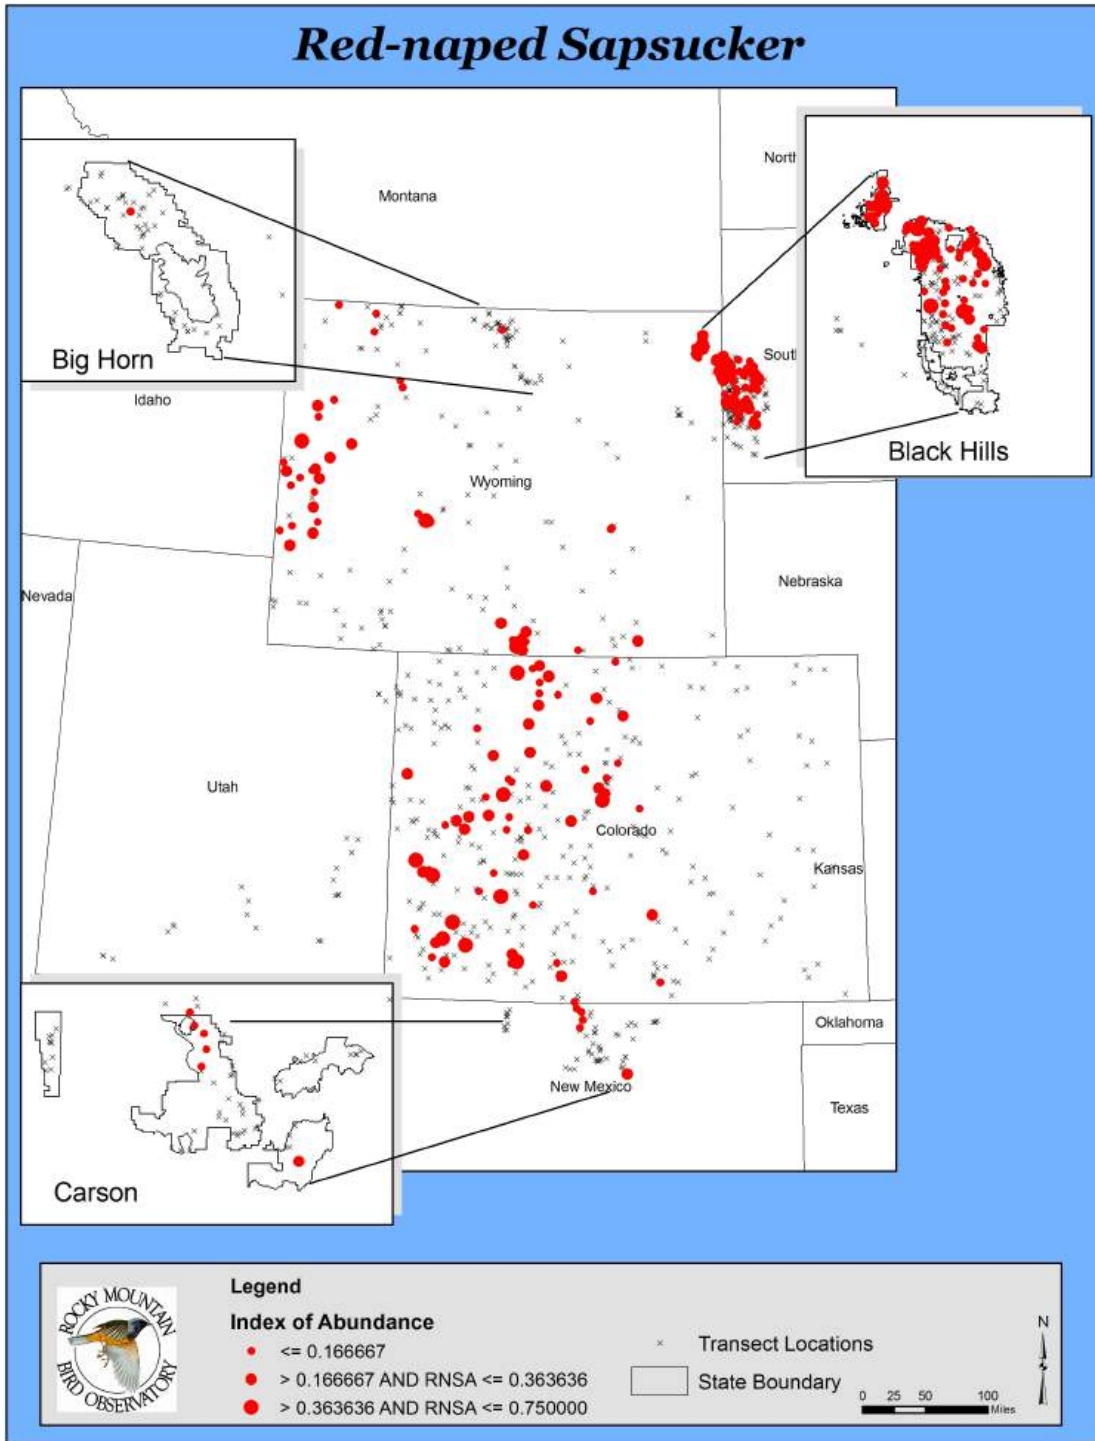 Red-naped Sapsucker
Montana
North
Big Horn
South
Idaho
Wyoming
Black Hills
Nevada
Nebraska
Utah
Colorado
Kansas
Oklahoma
New Mexico
Texas
Carson
ROCKY MOUNTAIN
BIRD OBSERVATORY
Legend
Index of Abundance
<= 0.166667
> 0.166667 AND RNSA <= 0.363636
> 0.363636 AND RNSA <= 0.750000
Transect Locations
State Boundary
N
0 25 50 100
Miles